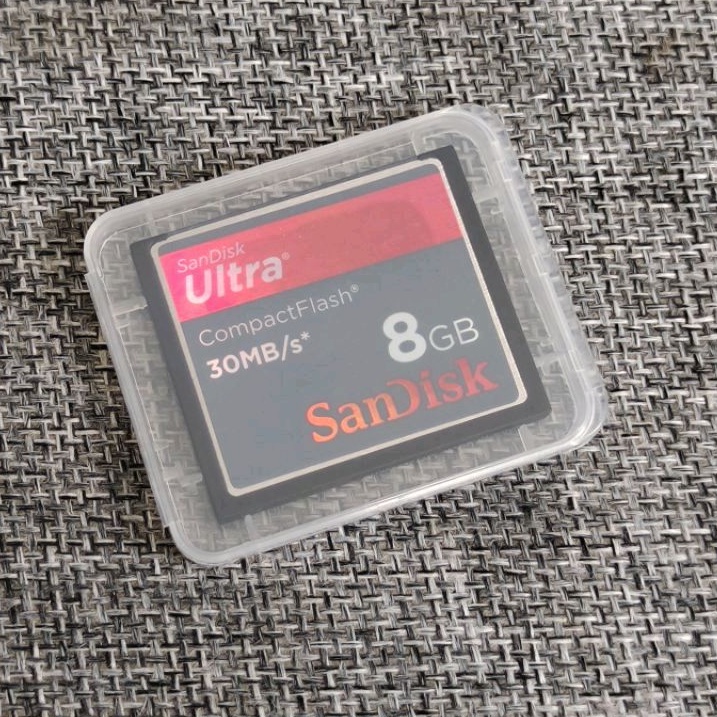 SanDisk
Ultra®
CompactFlash®
30MB/s*
8GB
SanDisk